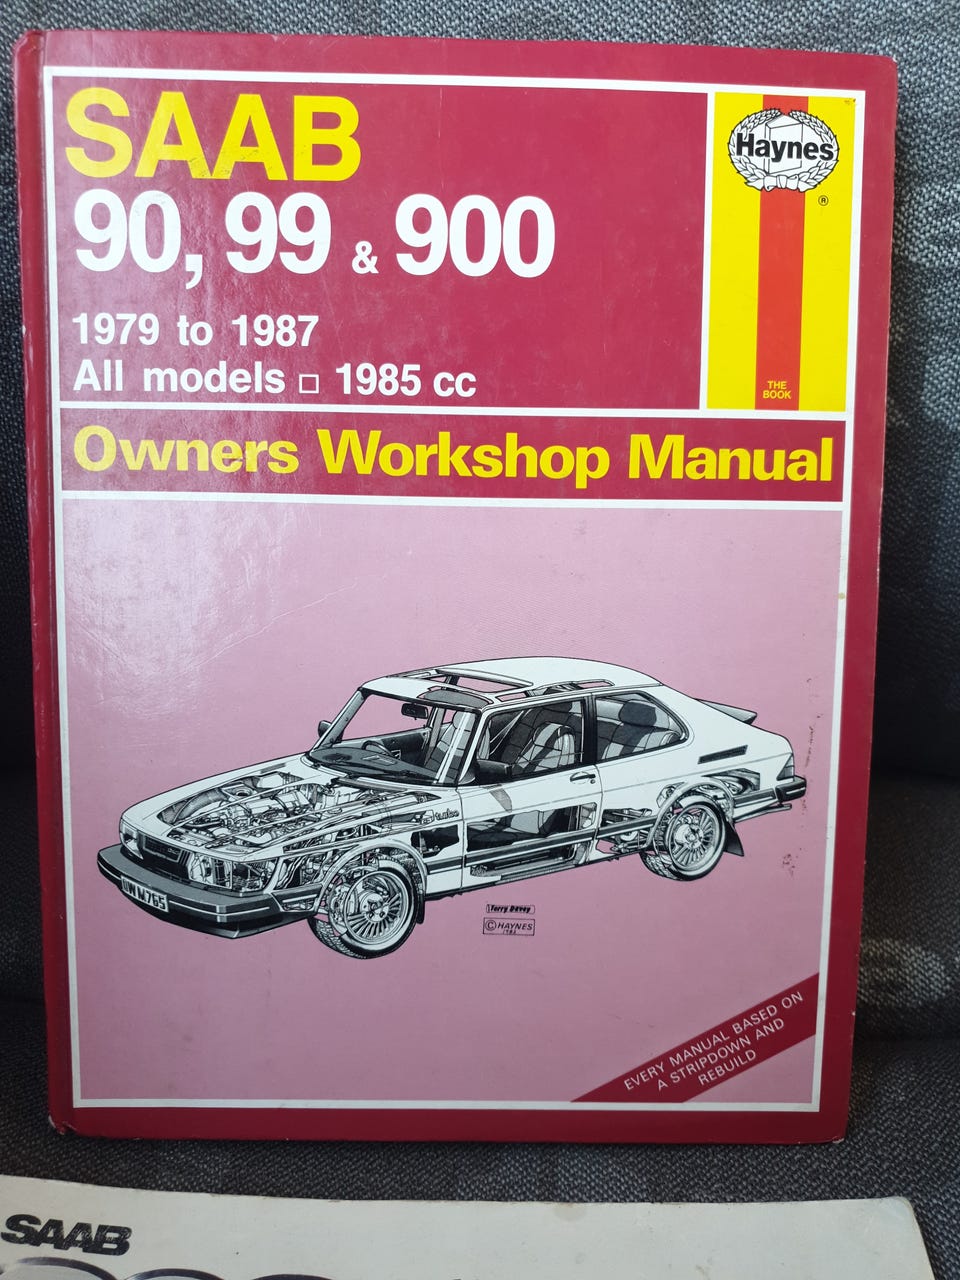 SAAB
90, 99 & 900
1979 to 1987
All models □ 1985 cc
Haynes
®
THE
BOOK
Owners Workshop Manual
turbo
Terry Davey
© HAYNES
EVERY MANUAL BASED ON
A STRIPDOWN AND
REBUILD
SAAB